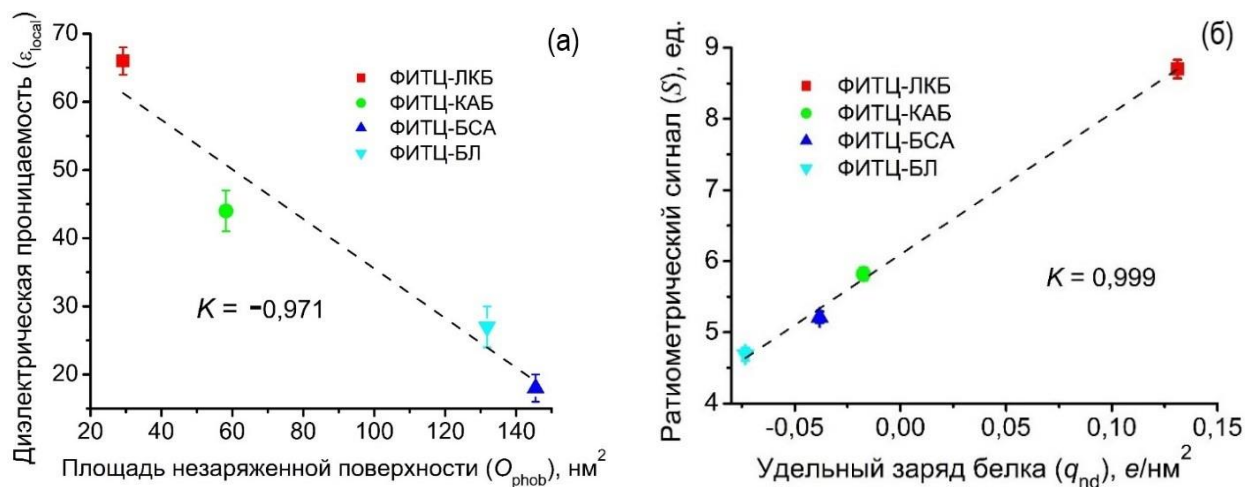 Диэлектрическая проницаемость (ε_local)
70
60
50
40
30
20
20 40 60 80 100 120 140
Площадь незаряженной поверхности (O_phob), нм²
(а)
ФИТЦ-ЛКБ
ФИТЦ-КАБ
ФИТЦ-БСА
ФИТЦ-БЛ
K = −0,971
Ратиометрический сигнал (S), ед.
9
8
7
6
5
4
-0,05 0,00 0,05 0,10 0,15
Удельный заряд белка (q_nd), e/нм²
(б)
ФИТЦ-ЛКБ
ФИТЦ-КАБ
ФИТЦ-БСА
ФИТЦ-БЛ
K = 0,999